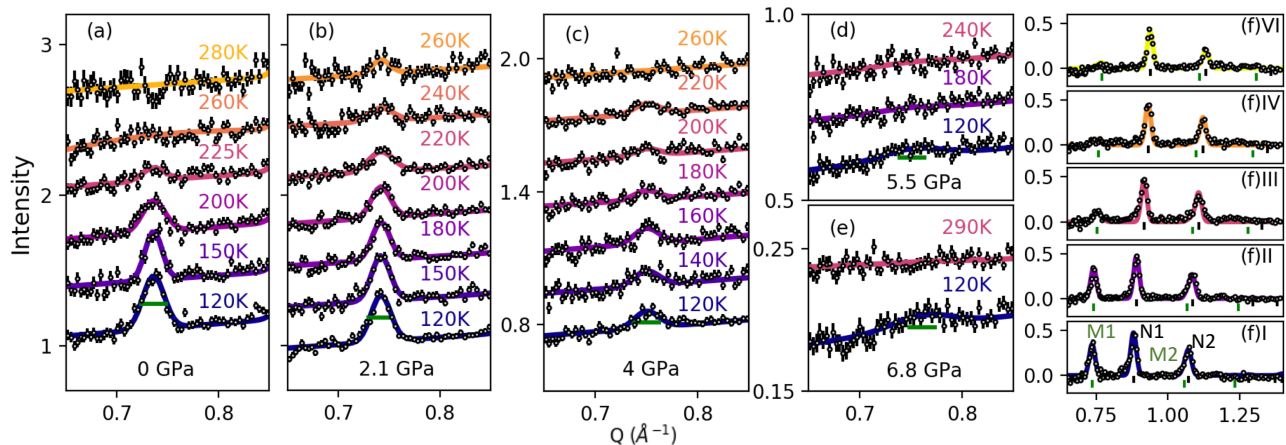 Intensity
3
2
1
(a)
280K
260K
225K
200K
150K
120K
0 GPa
0.7
0.8
(b)
260K
240K
220K
200K
180K
150K
120K
2.1 GPa
0.7
0.8
2.0
1.4
0.8
(c)
260K
220K
200K
180K
160K
140K
120K
4 GPa
0.7
0.8
1.0
0.5
(d)
240K
180K
120K
5.5 GPa
0.25
0.15
(e)
290K
120K
6.8 GPa
0.7
0.8
Q (Å⁻¹)
0.5
0.0
(f)VI
0.5
0.0
(f)IV
0.5
0.0
(f)III
0.5
0.0
(f)II
0.5
0.0
M1
N1
M2
N2
(f)I
0.75
1.00
1.25